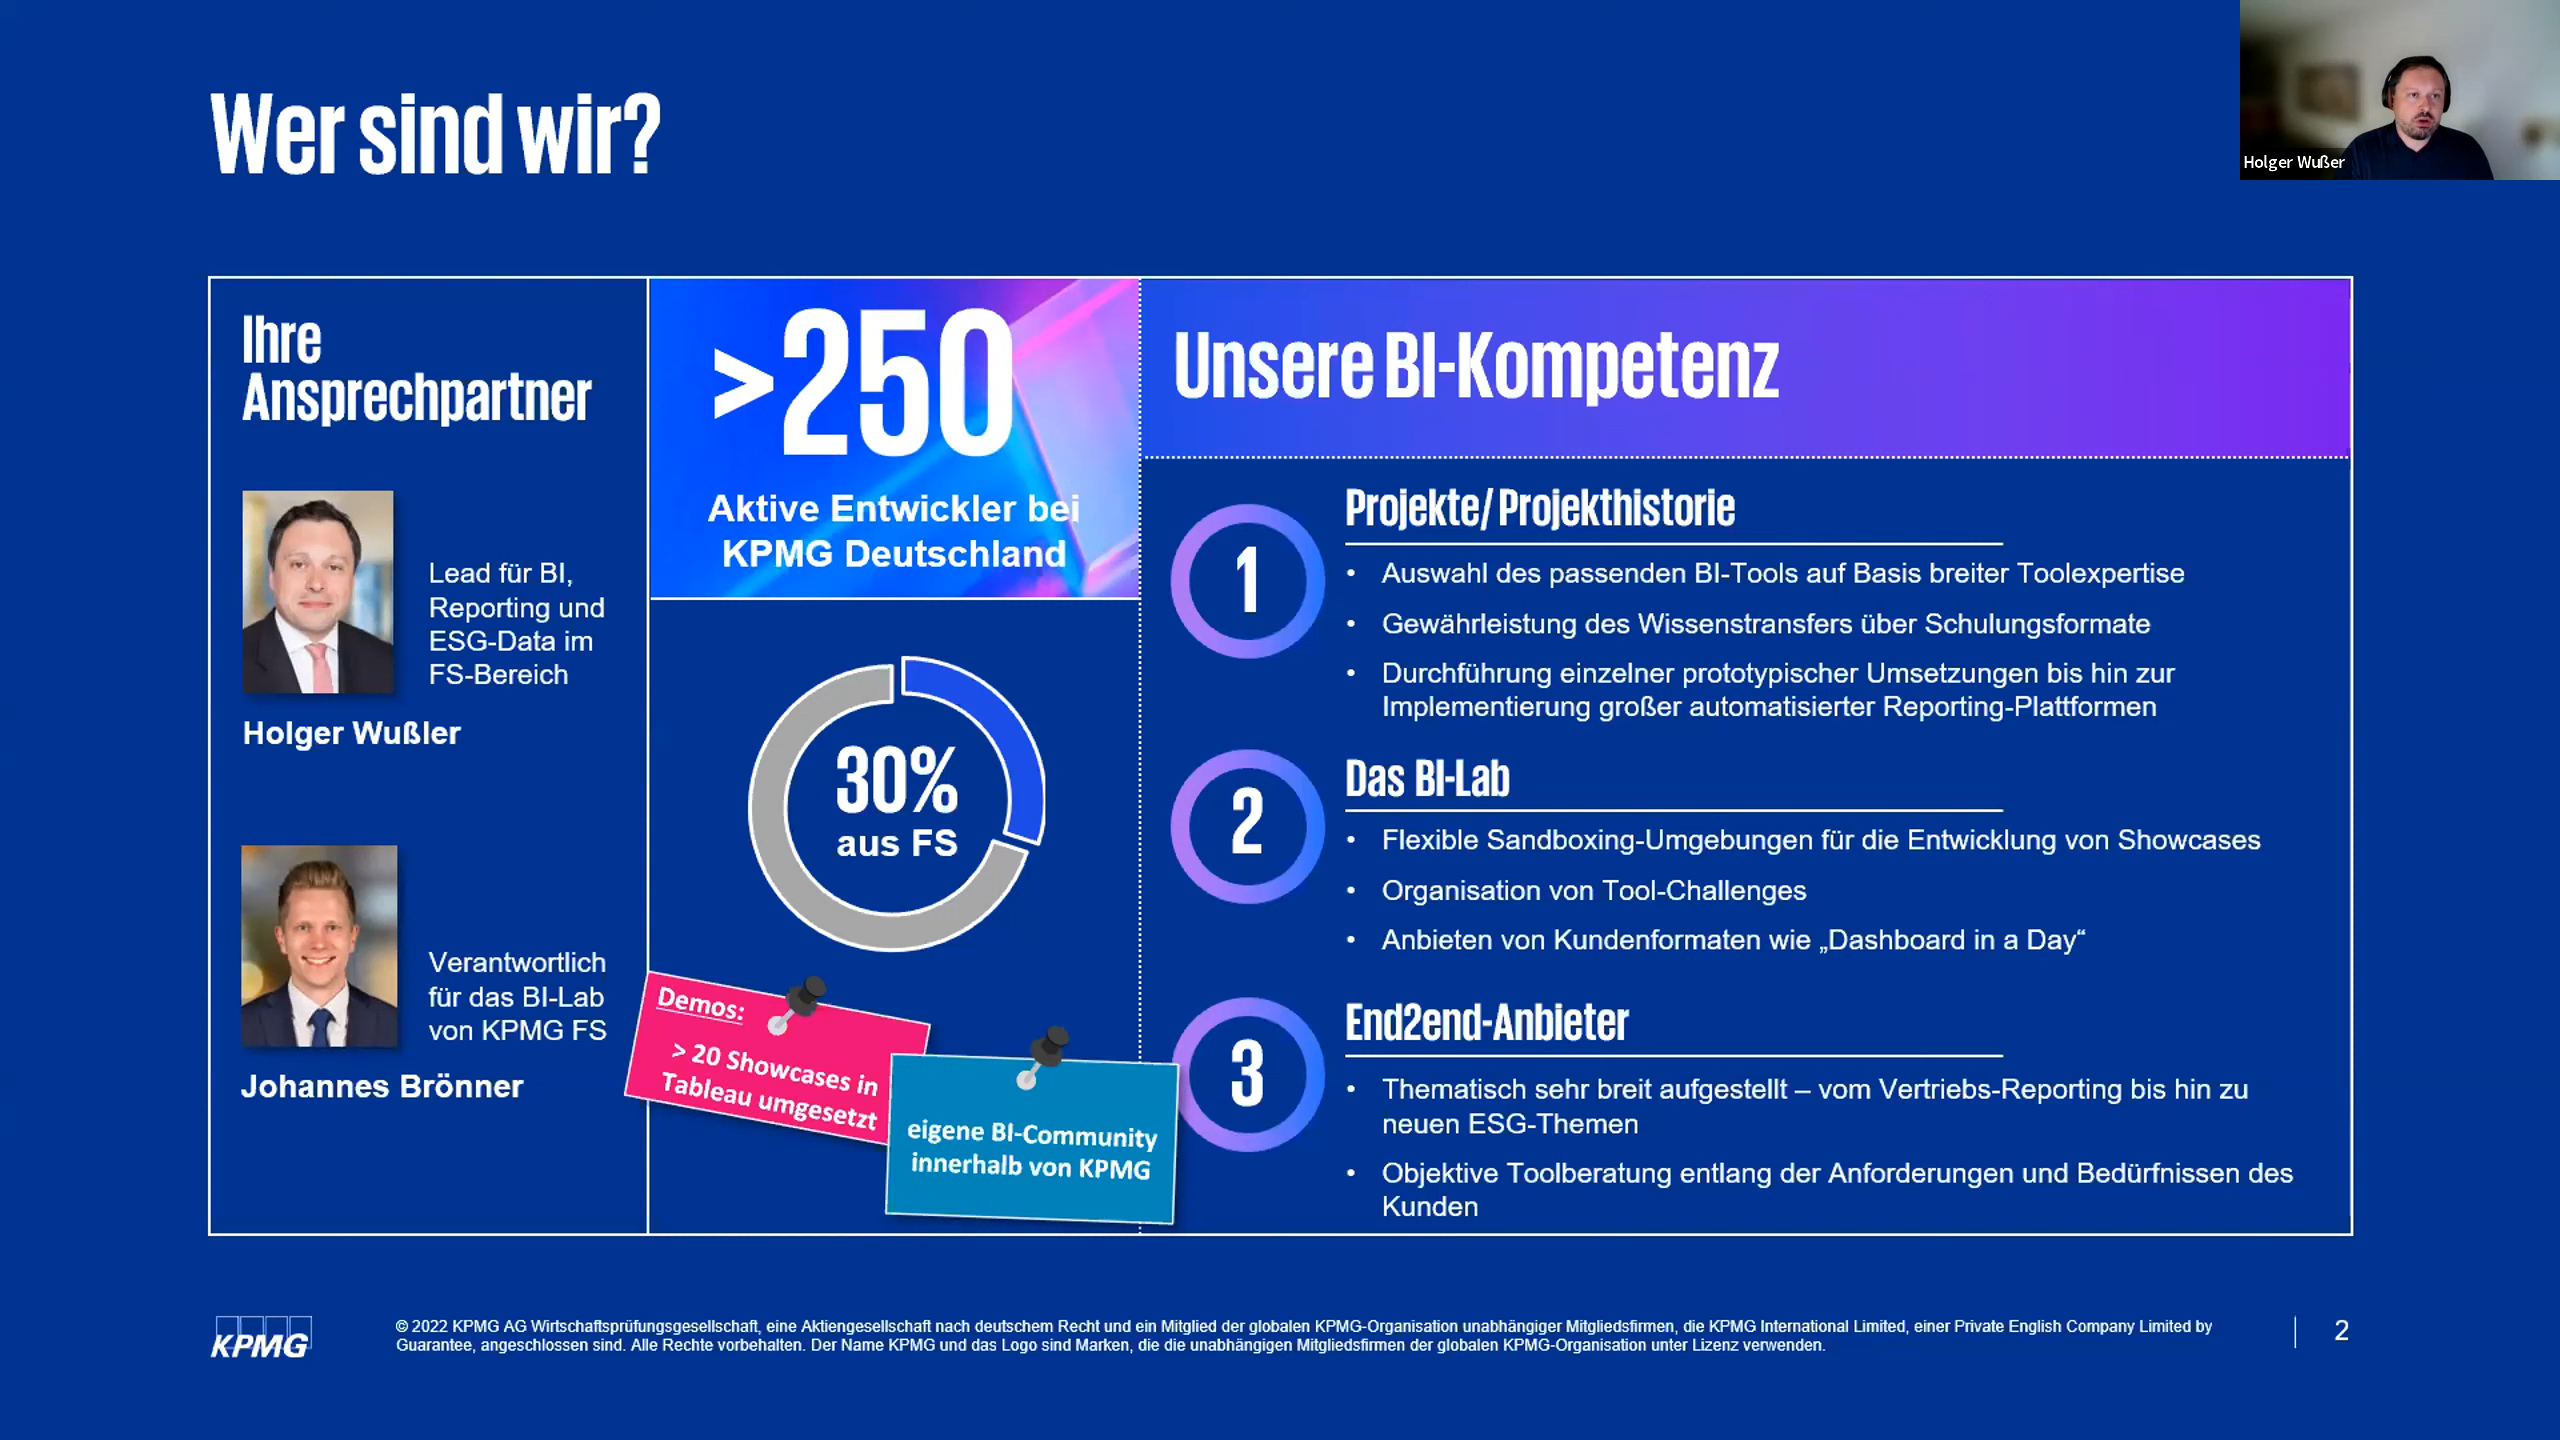 Wer sind wir?
Holger Wußer
Ihre
Ansprechpartner
Lead für BI,
Reporting und
ESG-Data im
FS-Bereich
Holger Wußler
Verantwortlich
für das BI-Lab
von KPMG FS
Johannes Brönner
>250
Aktive Entwickler bei
KPMG Deutschland
30%
aus FS
Demos:
> 20 Showcases in
Tableau umgesetzt
eigene BI-Community
innerhalb von KPMG
Unsere BI-Kompetenz
1
Projekte/Projekthistorie
• Auswahl des passenden BI-Tools auf Basis breiter Toolexpertise
• Gewährleistung des Wissenstransfers über Schulungsformate
• Durchführung einzelner prototypischer Umsetzungen bis hin zur
Implementierung großer automatisierter Reporting-Plattformen
2
Das BI-Lab
• Flexible Sandboxing-Umgebungen für die Entwicklung von Showcases
• Organisation von Tool-Challenges
• Anbieten von Kundenformaten wie „Dashboard in a Day“
3
End2end-Anbieter
• Thematisch sehr breit aufgestellt – vom Vertriebs-Reporting bis hin zu
neuen ESG-Themen
• Objektive Toolberatung entlang der Anforderungen und Bedürfnissen des
Kunden
KPMG
© 2022 KPMG AG Wirtschaftsprüfungsgesellschaft, eine Aktiengesellschaft nach deutschem Recht und ein Mitglied der globalen KPMG-Organisation unabhängiger Mitgliedsfirmen, die KPMG International Limited, einer Private English Company Limited by
Guarantee, angeschlossen sind. Alle Rechte vorbehalten. Der Name KPMG und das Logo sind Marken, die die unabhängigen Mitgliedsfirmen der globalen KPMG-Organisation unter Lizenz verwenden.
2